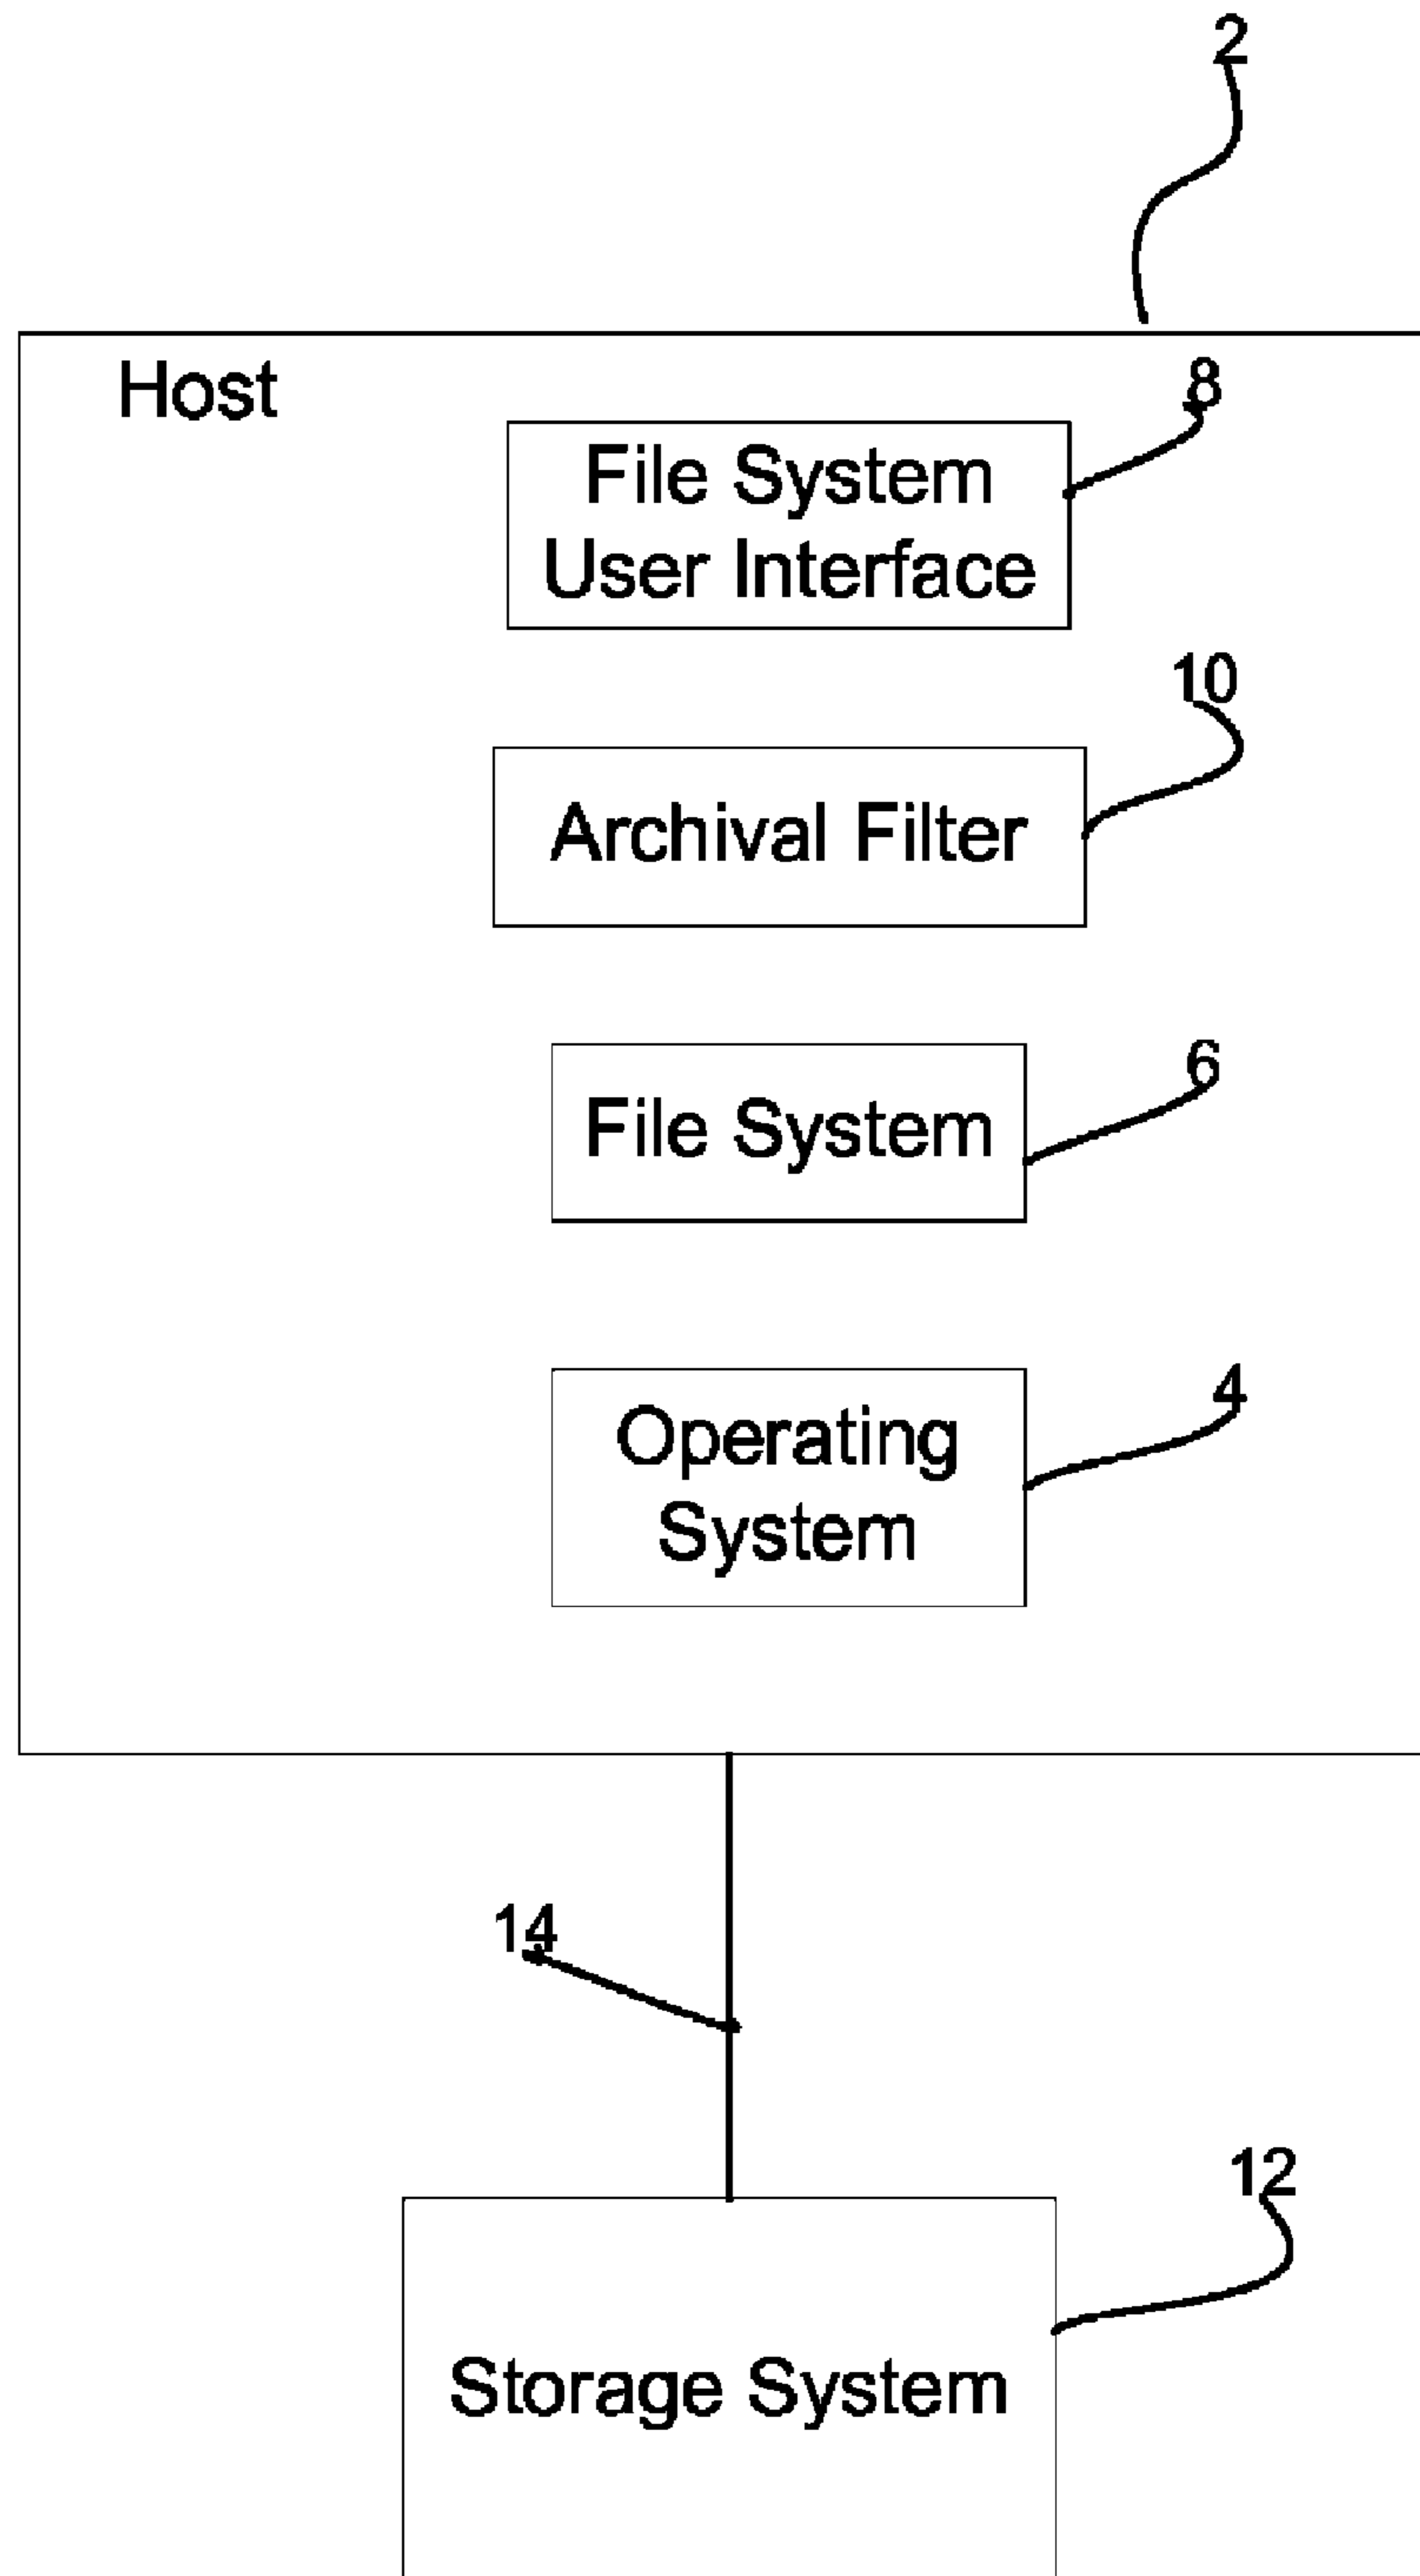 2
Host
8
File System
User Interface
10
Archival Filter
6
File System
4
Operating
System
14
12
Storage System